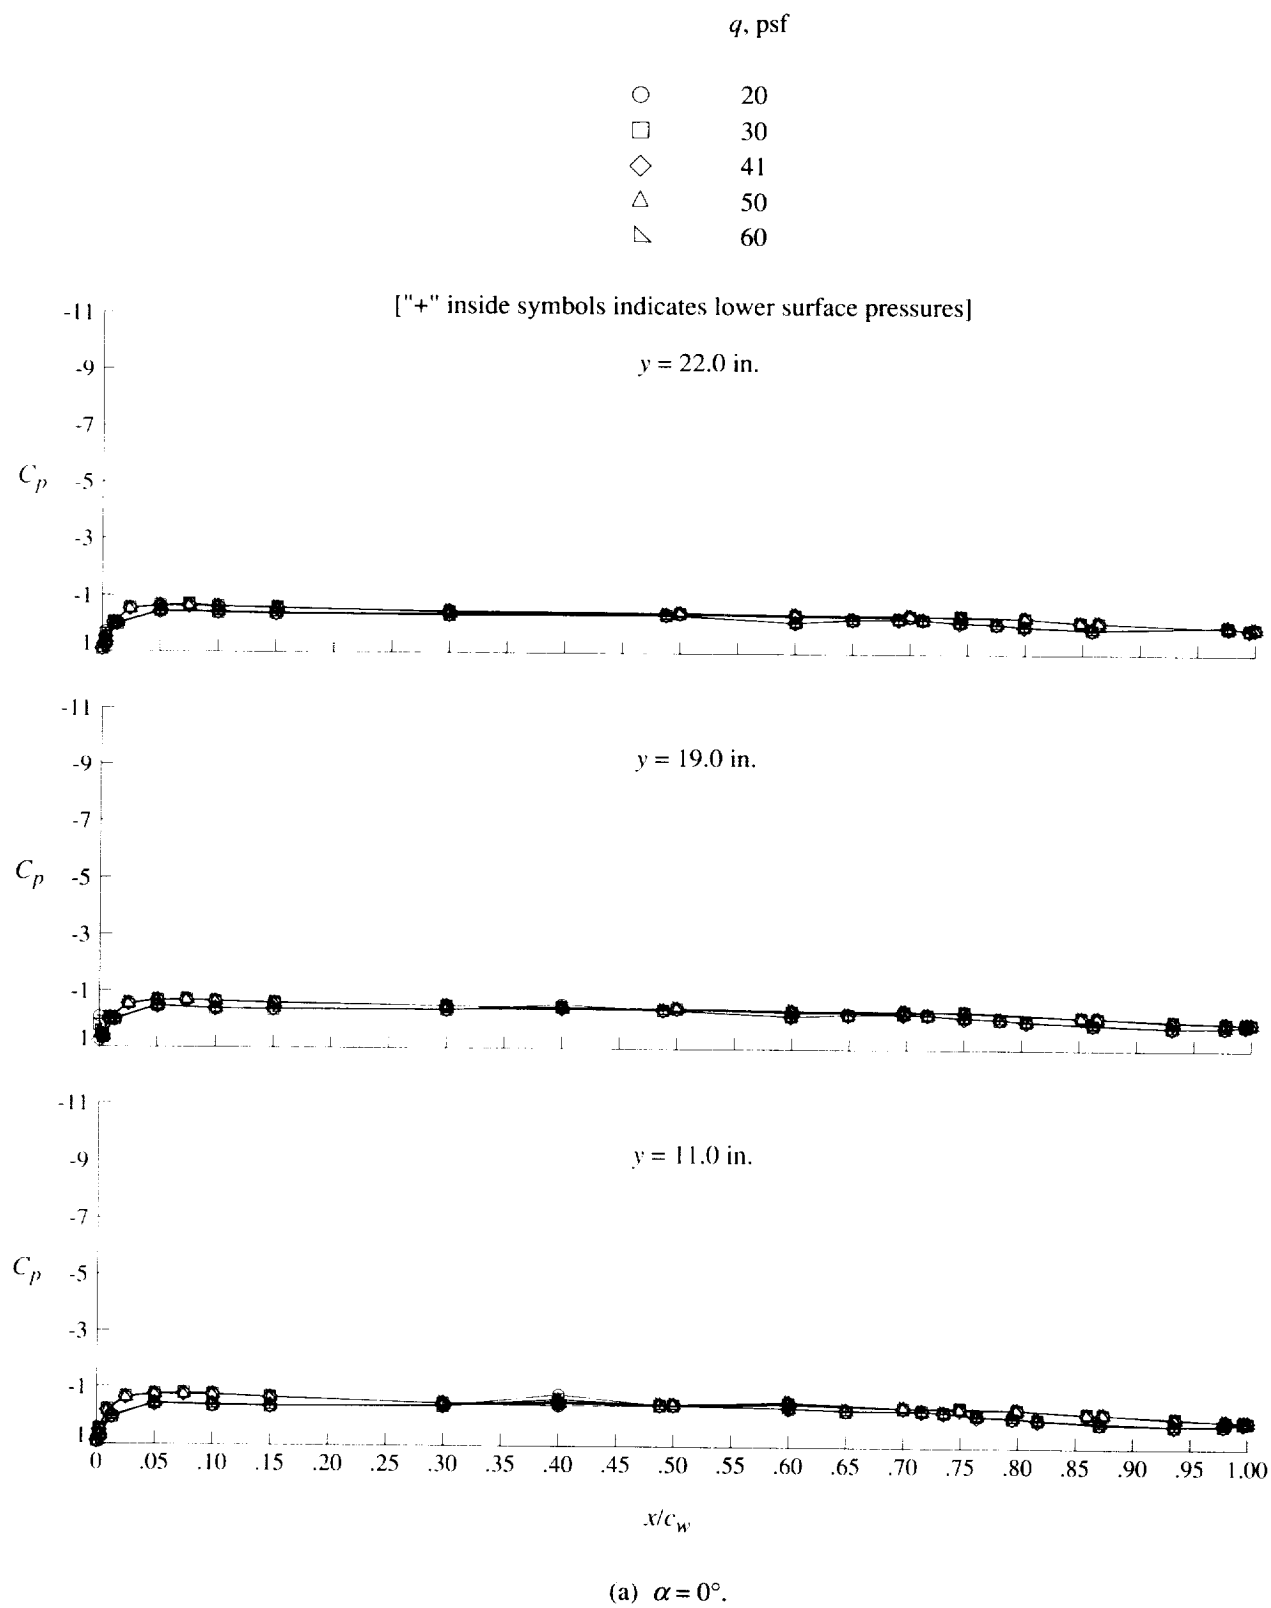 q, psf
20
30
41
50
60
["+" inside symbols indicates lower surface pressures]
y = 22.0 in.
-11
-9
-7
C_p -5
-3
-1
1
y = 19.0 in.
-11
-9
-7
C_p -5
-3
-1
1
y = 11.0 in.
-11
-9
-7
C_p -5
-3
-1
1
0 .05 .10 .15 .20 .25 .30 .35 .40 .45 .50 .55 .60 .65 .70 .75 .80 .85 .90 .95 1.00
x/c_w
(a) α = 0°.